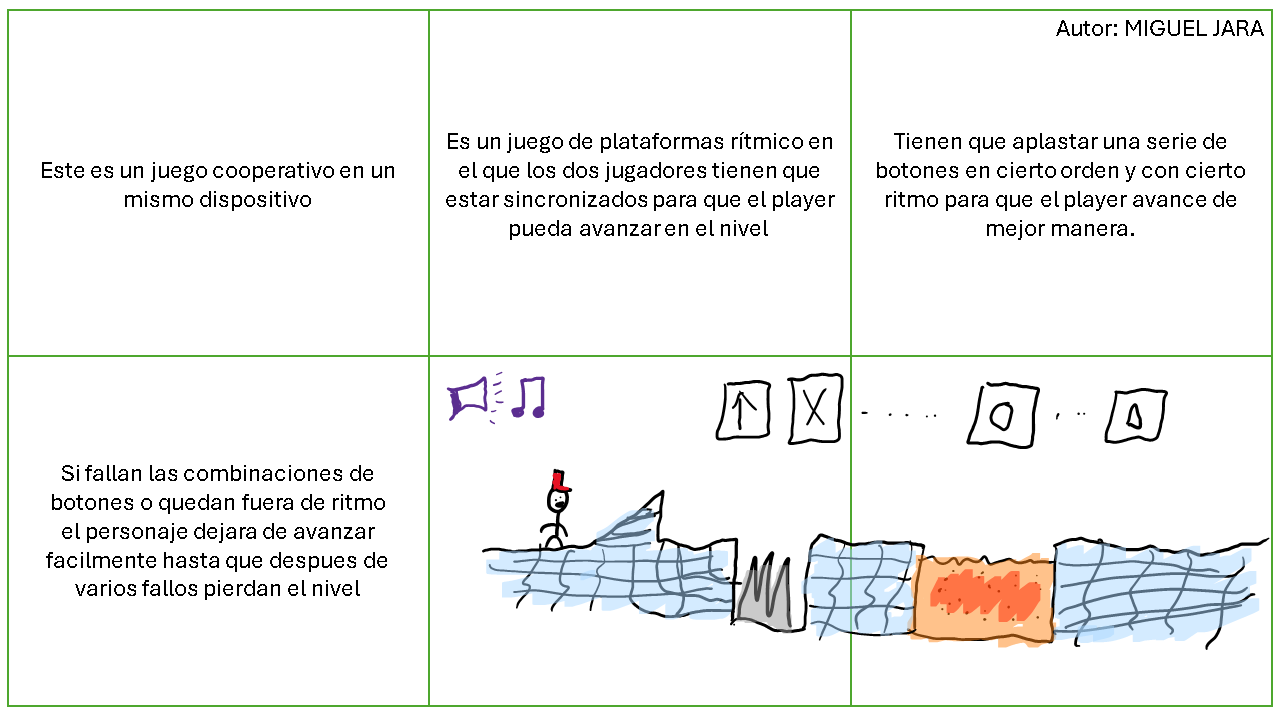 Autor: MIGUEL JARA
Este es un juego cooperativo en un
mismo dispositivo
Es un juego de plataformas rítmico en
el que los dos jugadores tienen que
estar sincronizados para que el player
pueda avanzar en el nivel
Tienen que aplastar una serie de
botones en cierto orden y con cierto
ritmo para que el player avance de
mejor manera.
Si fallan las combinaciones de
botones o quedan fuera de ritmo
el personaje dejara de avanzar
facilmente hasta que despues de
varios fallos pierdan el nivel